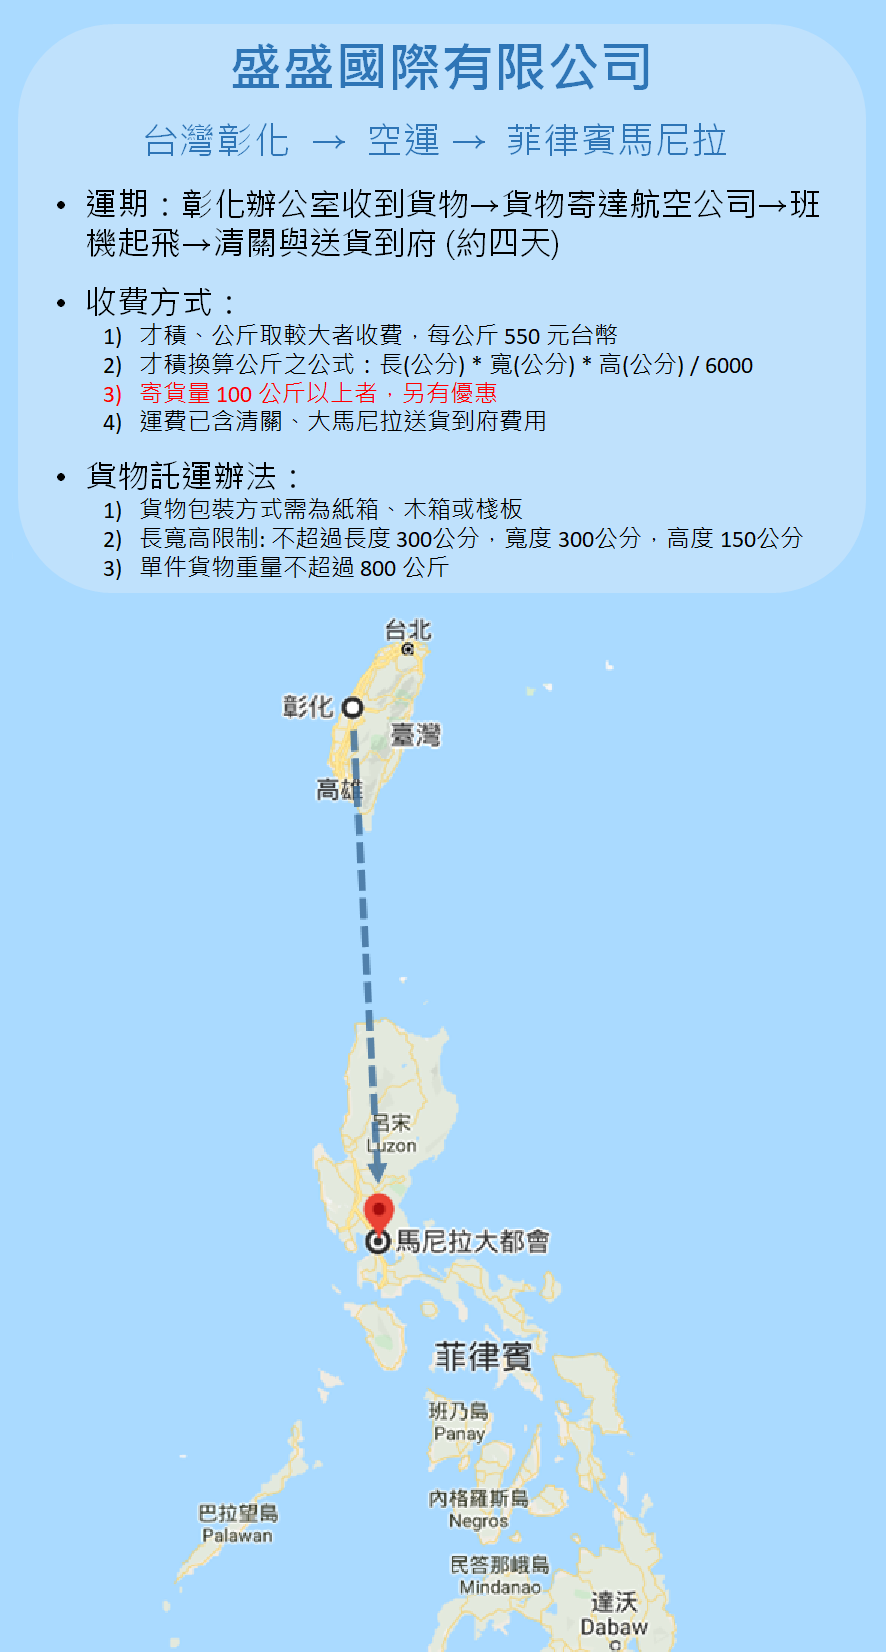 盛盛國際有限公司
台灣彰化 → 空運 → 菲律賓馬尼拉
• 運期：彰化辦公室收到貨物→貨物寄達航空公司→班
機起飛→清關與送貨到府 (約四天)
• 收費方式：
1) 才積、公斤取較大者收費，每公斤 550 元台幣
2) 才積換算公斤之公式：長(公分) * 寬(公分) * 高(公分) / 6000
3) 寄貨量 100 公斤以上者，另有優惠
4) 運費已含清關、大馬尼拉送貨到府費用
• 貨物託運辦法：
1) 貨物包裝方式需為紙箱、木箱或棧板
2) 長寬高限制: 不超過長度 300公分，寬度 300公分，高度 150公分
3) 單件貨物重量不超過 800 公斤
台北
彰化
臺灣
高雄
呂宋
Luzon
馬尼拉大都會
菲律賓
班乃島
Panay
內格羅斯島
Negros
巴拉望島
Palawan
民答那峨島
Mindanao
達沃
Dabaw